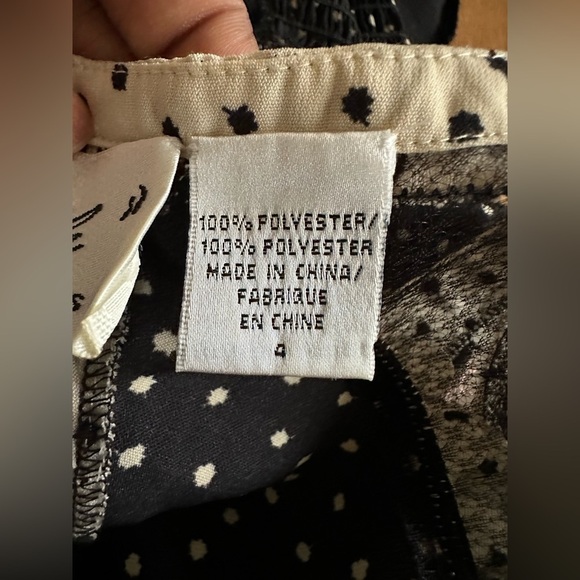 100% POLYESTER/
100% POLYESTER
MADE IN CHINA/
FABRIQUE
EN CHINE
4